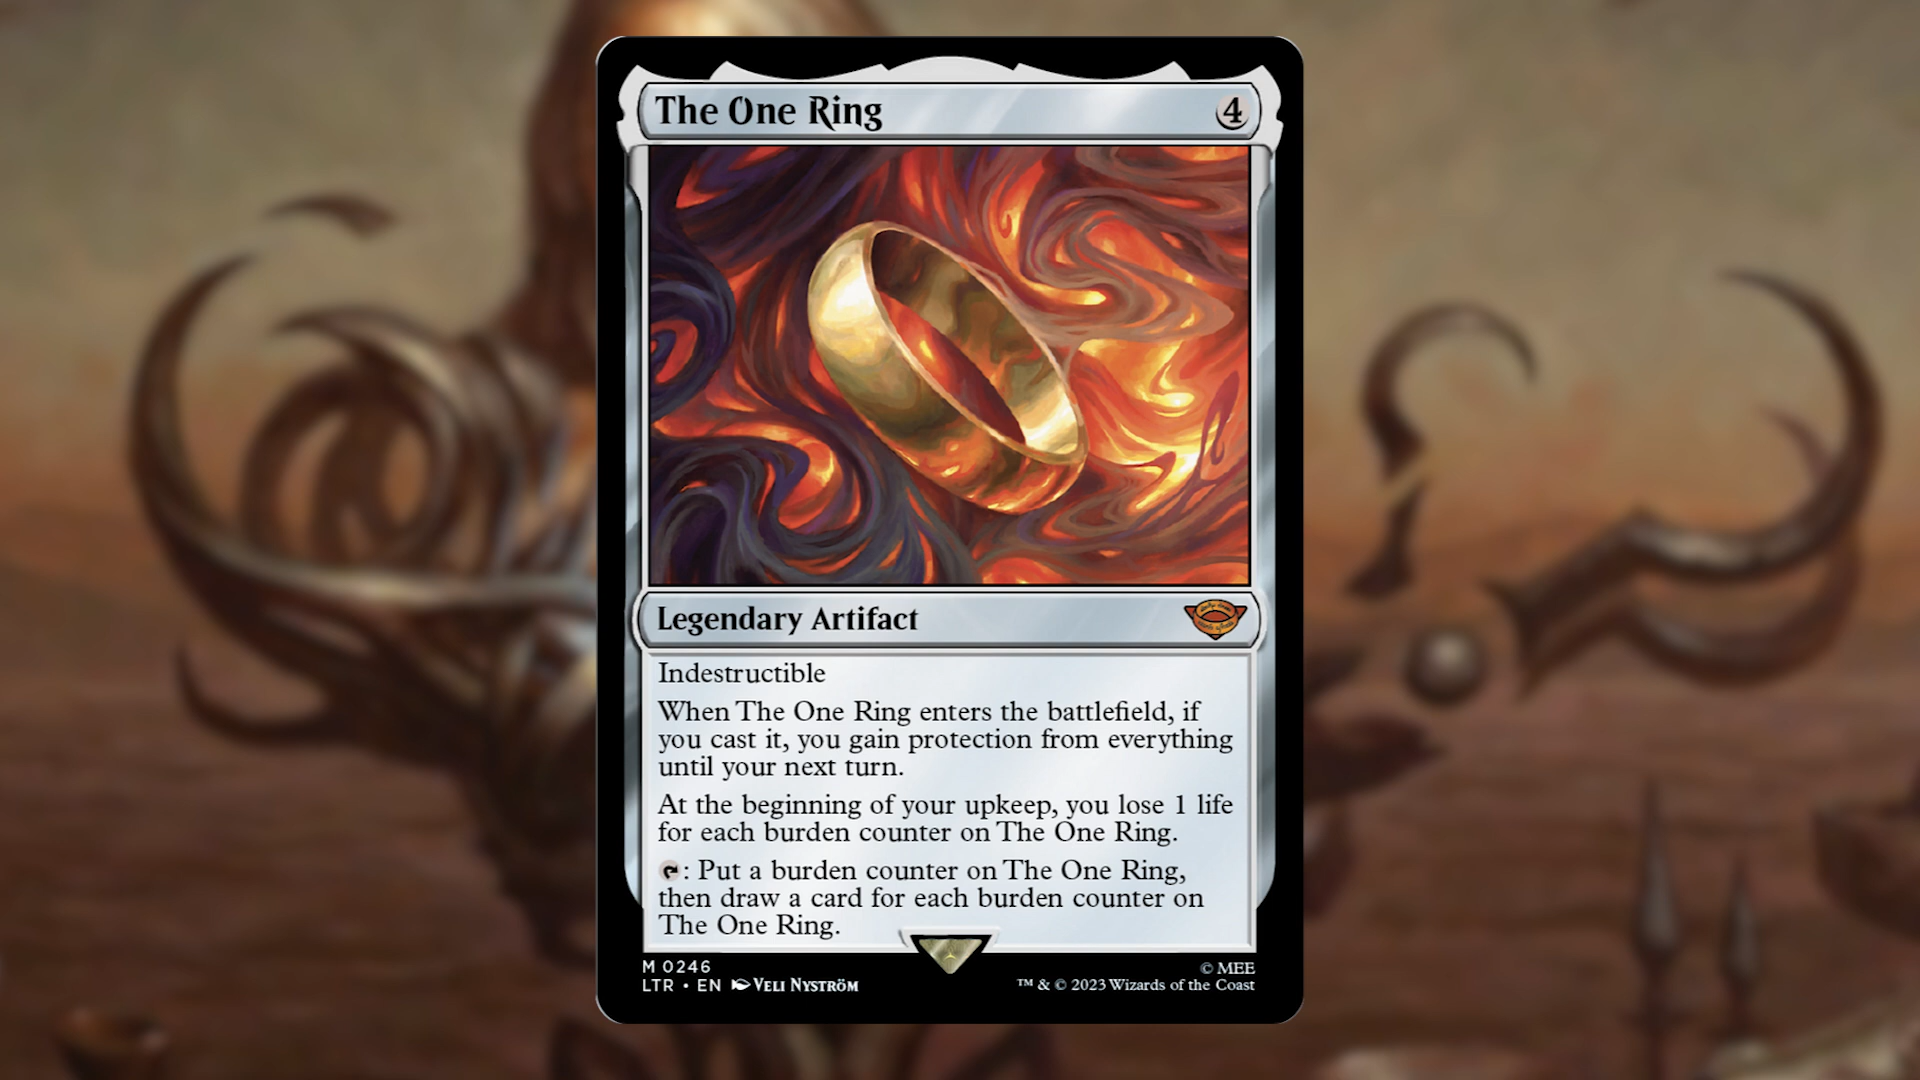 The One Ring 4
Legendary Artifact
Indestructible
When The One Ring enters the battlefield, if
you cast it, you gain protection from everything
until your next turn.
At the beginning of your upkeep, you lose 1 life
for each burden counter on The One Ring.
: Put a burden counter on The One Ring,
then draw a card for each burden counter on
The One Ring.
M 0246
LTR • EN VELI NYSTRÖM
© MEE
™ & © 2023 Wizards of the Coast